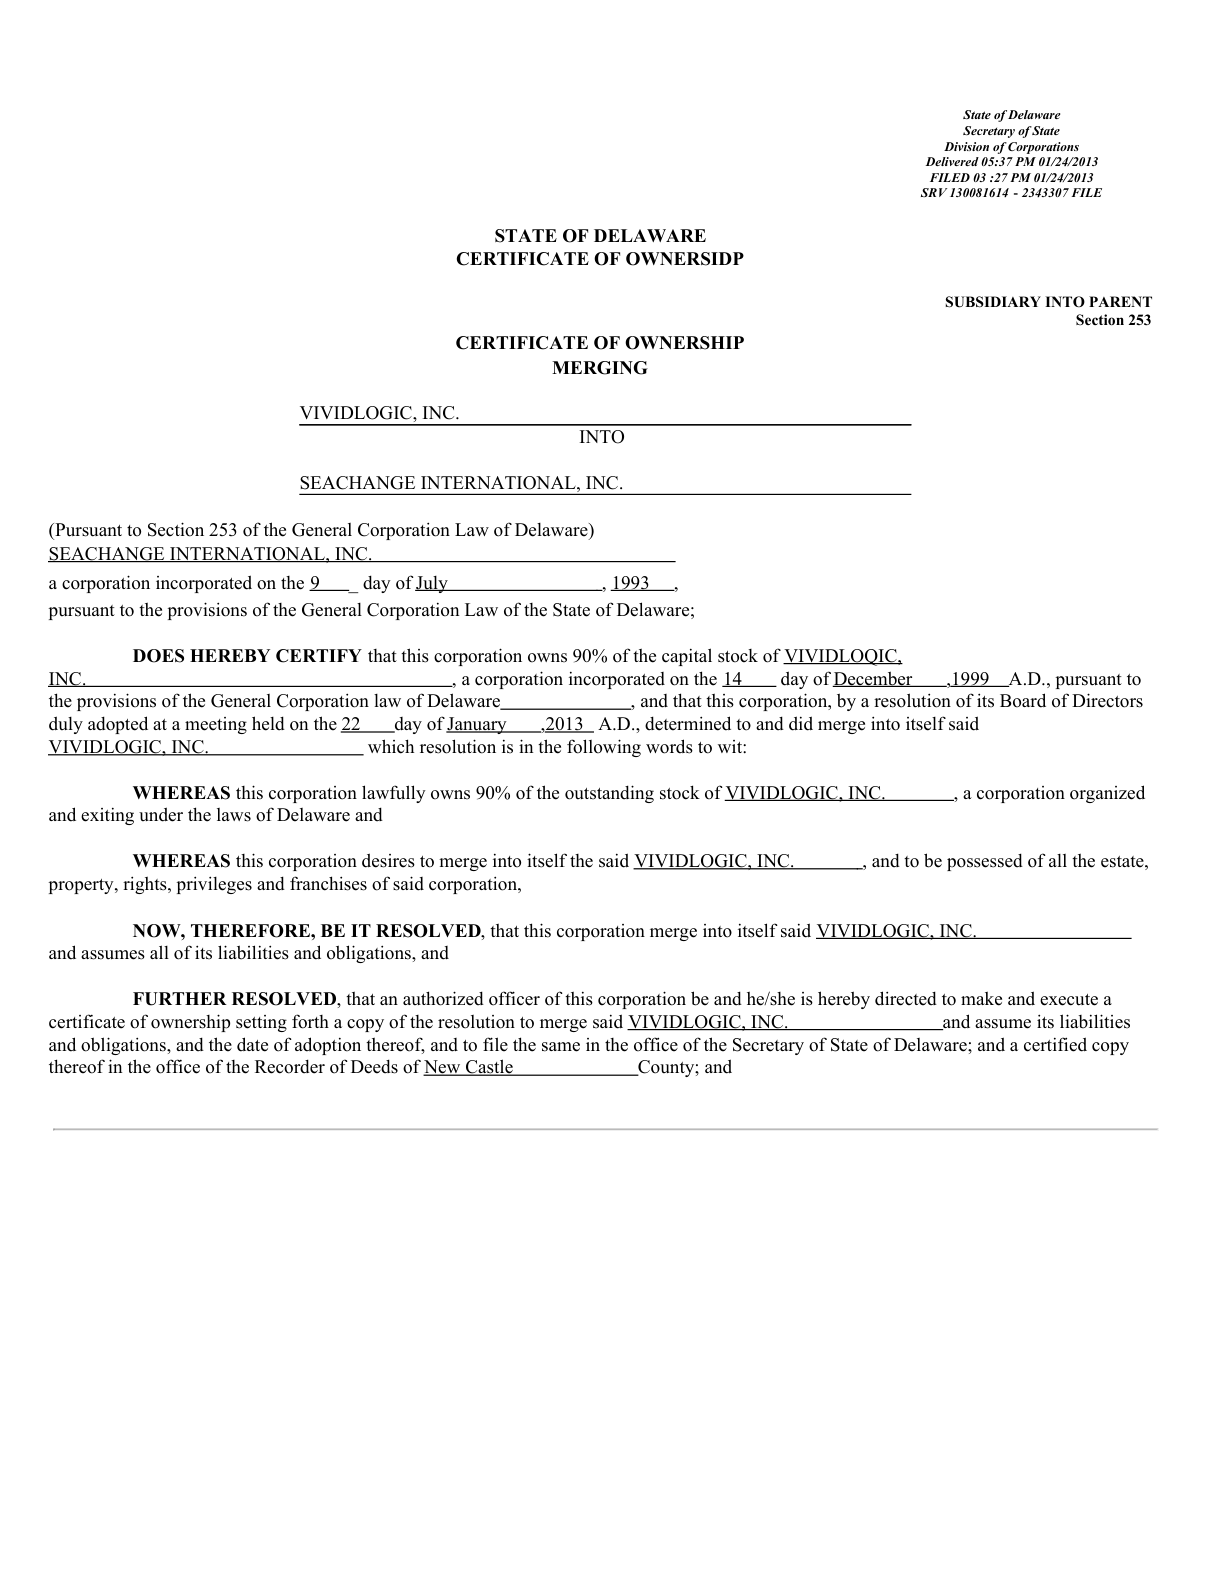 State of Delaware
Secretary of State
Division of Corporations
Delivered 05:37 PM 01/24/2013
FILED 03 :27 PM 01/24/2013
SRV 130081614 - 2343307 FILE
STATE OF DELAWARE
CERTIFICATE OF OWNERSIDP
SUBSIDIARY INTO PARENT
Section 253
CERTIFICATE OF OWNERSHIP
MERGING
VIVIDLOGIC, INC.
INTO
SEACHANGE INTERNATIONAL, INC.
(Pursuant to Section 253 of the General Corporation Law of Delaware)
SEACHANGE INTERNATIONAL, INC.
a corporation incorporated on the 9 _ day of July , 1993 ,
pursuant to the provisions of the General Corporation Law of the State of Delaware;
DOES HEREBY CERTIFY that this corporation owns 90% of the capital stock of VIVIDLOQIC,
INC. , a corporation incorporated on the 14 day of December ,1999 A.D., pursuant to
the provisions of the General Corporation law of Delaware , and that this corporation, by a resolution of its Board of Directors
duly adopted at a meeting held on the 22 day of January ,2013 A.D., determined to and did merge into itself said
VIVIDLOGIC, INC. which resolution is in the following words to wit:
WHEREAS this corporation lawfully owns 90% of the outstanding stock of VIVIDLOGIC, INC. , a corporation organized
and exiting under the laws of Delaware and
WHEREAS this corporation desires to merge into itself the said VIVIDLOGIC, INC. , and to be possessed of all the estate,
property, rights, privileges and franchises of said corporation,
NOW, THEREFORE, BE IT RESOLVED, that this corporation merge into itself said VIVIDLOGIC, INC.
and assumes all of its liabilities and obligations, and
FURTHER RESOLVED, that an authorized officer of this corporation be and he/she is hereby directed to make and execute a
certificate of ownership setting forth a copy of the resolution to merge said VIVIDLOGIC, INC. and assume its liabilities
and obligations, and the date of adoption thereof, and to file the same in the office of the Secretary of State of Delaware; and a certified copy
thereof in the office of the Recorder of Deeds of New Castle County; and